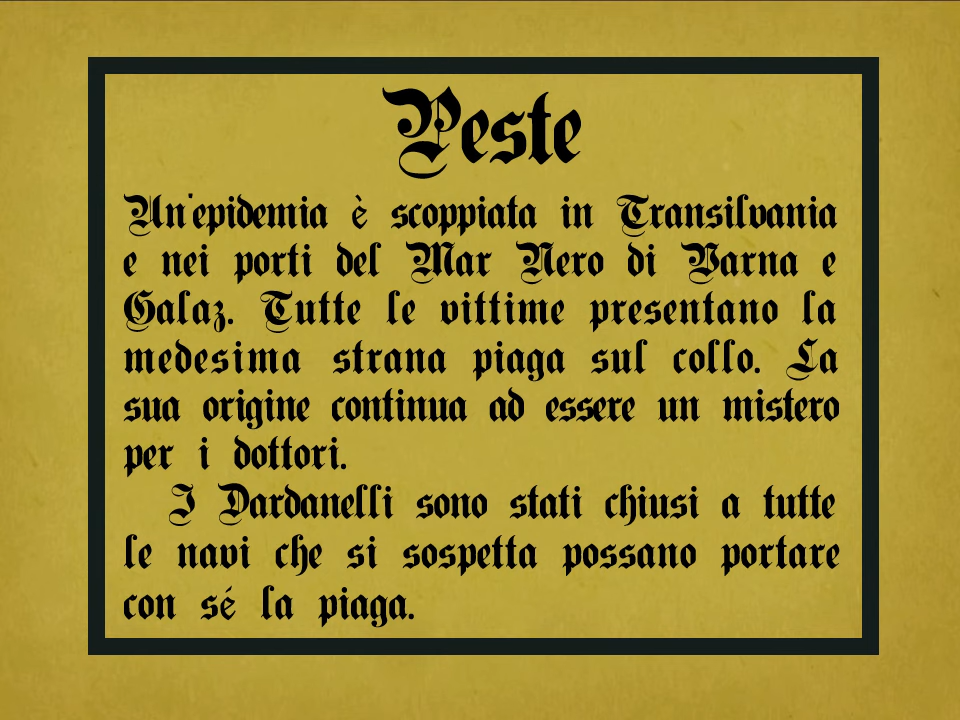 Peste
Un'epidemia è scoppiata in Transilvania
e nei porti del Mar Nero di Varna e
Galaz. Tutte le vittime presentano la
medesima strana piaga sul collo. La
sua origine continua ad essere un mistero
per i dottori.
I Dardanelli sono stati chiusi a tutte
le navi che si sospetta possano portare
con sé la piaga.